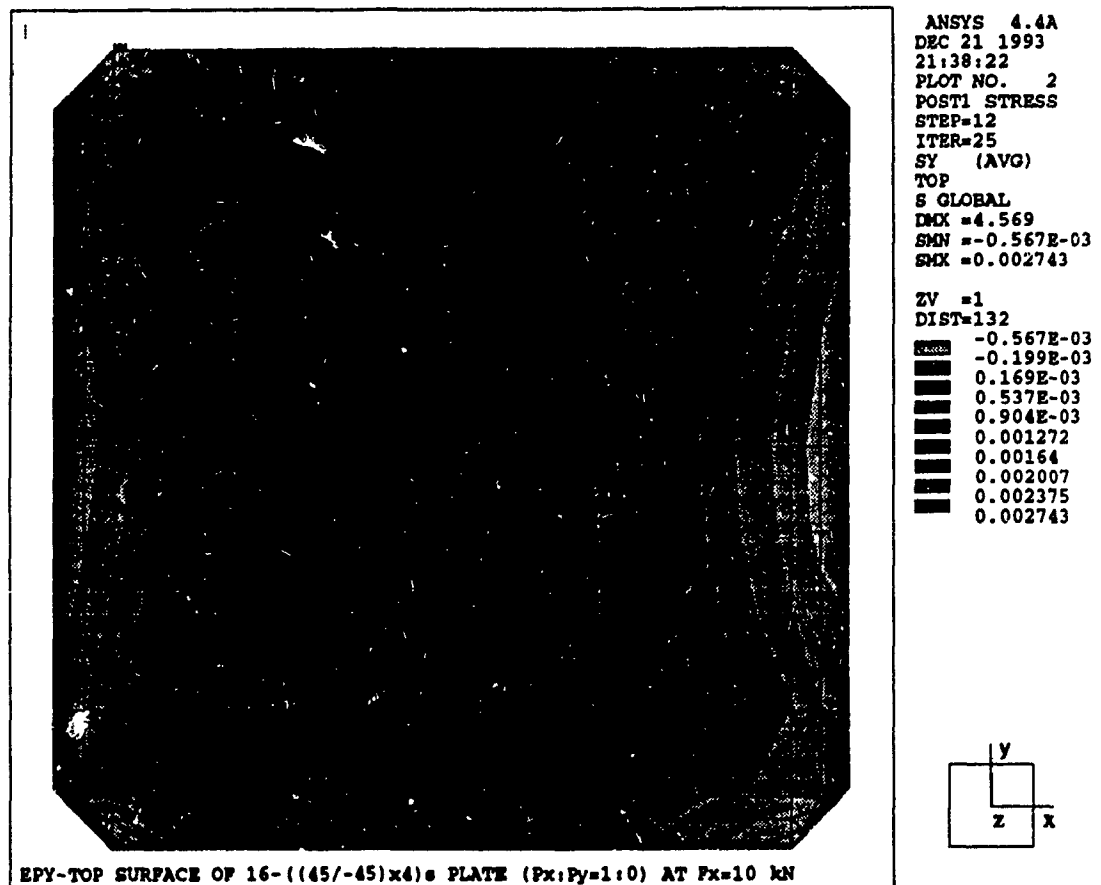 ANSYS 4.4A
DEC 21 1993
21:38:22
PLOT NO. 2
POST1 STRESS
STEP=12
ITER=25
SY (AVG)
TOP
S GLOBAL
DMX =4.569
SMN =-0.567E-03
SMX =0.002743
ZV =1
DIST=132
-0.567E-03
-0.199E-03
0.169E-03
0.537E-03
0.904E-03
0.001272
0.00164
0.002007
0.002375
0.002743
y
z x
EPY-TOP SURFACE OF 16-((45/-45)x4)s PLATE (Px:Py=1:0) AT Px=10 kN